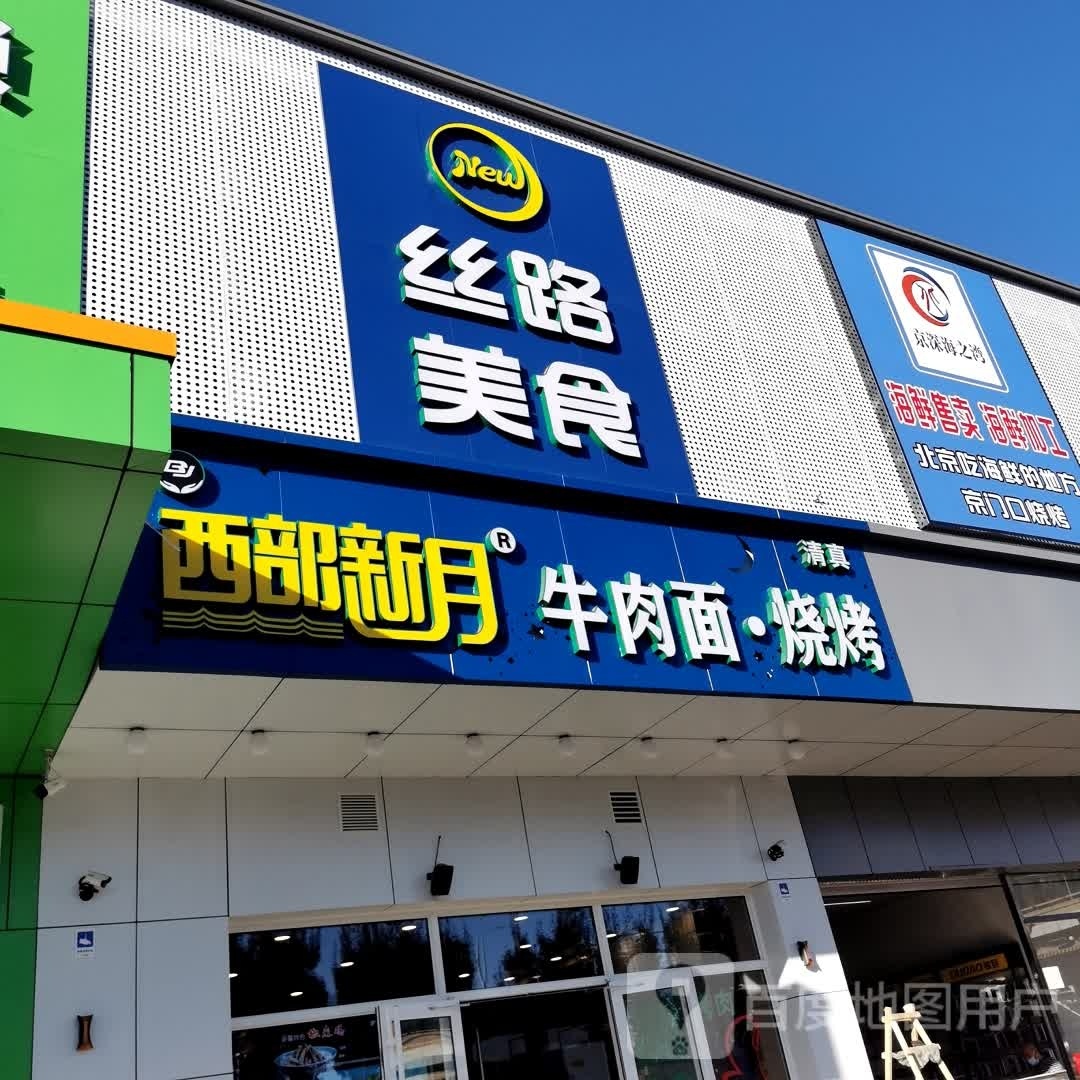 New
丝路
美食
京深海之湾
海鲜售卖 海鲜加工
北京吃海鲜的地方
京门口烧烤
BJ
西部新月® 牛肉面·烧烤
清真
百度地图用户